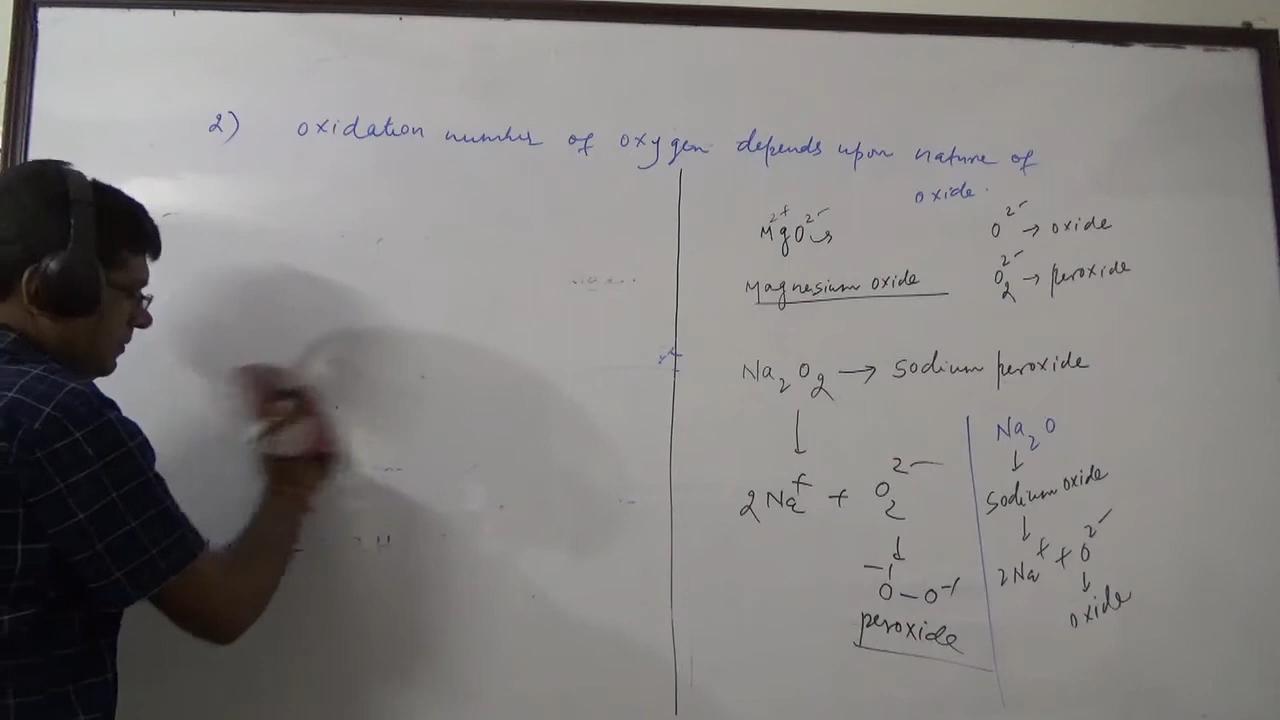 2) oxidation number of oxygen depends upon nature of
oxide.
Mg²⁺O²⁻
O²⁻ → oxide
Magnesium oxide
O₂²⁻ → peroxide
Na₂O₂ → Sodium peroxide
↓
2Na⁺ + O₂²⁻
↓
⁻¹O – O⁻¹
peroxide
Na₂O
↓
Sodium oxide
↓
2Na⁺ + O²⁻
↓
oxide